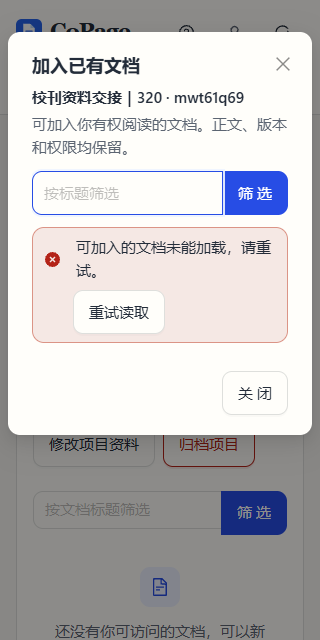 CoPage
加入已有文档
校刊资料交接 | 320 · mwt61q69
可加入你有权阅读的文档。正文、版本
和权限均保留。
按标题筛选
筛 选
可加入的文档未能加载，请重
试。
重试读取
关 闭
修改项目资料
归档项目
按文档标题筛选
筛 选
还没有你可访问的文档，可以新